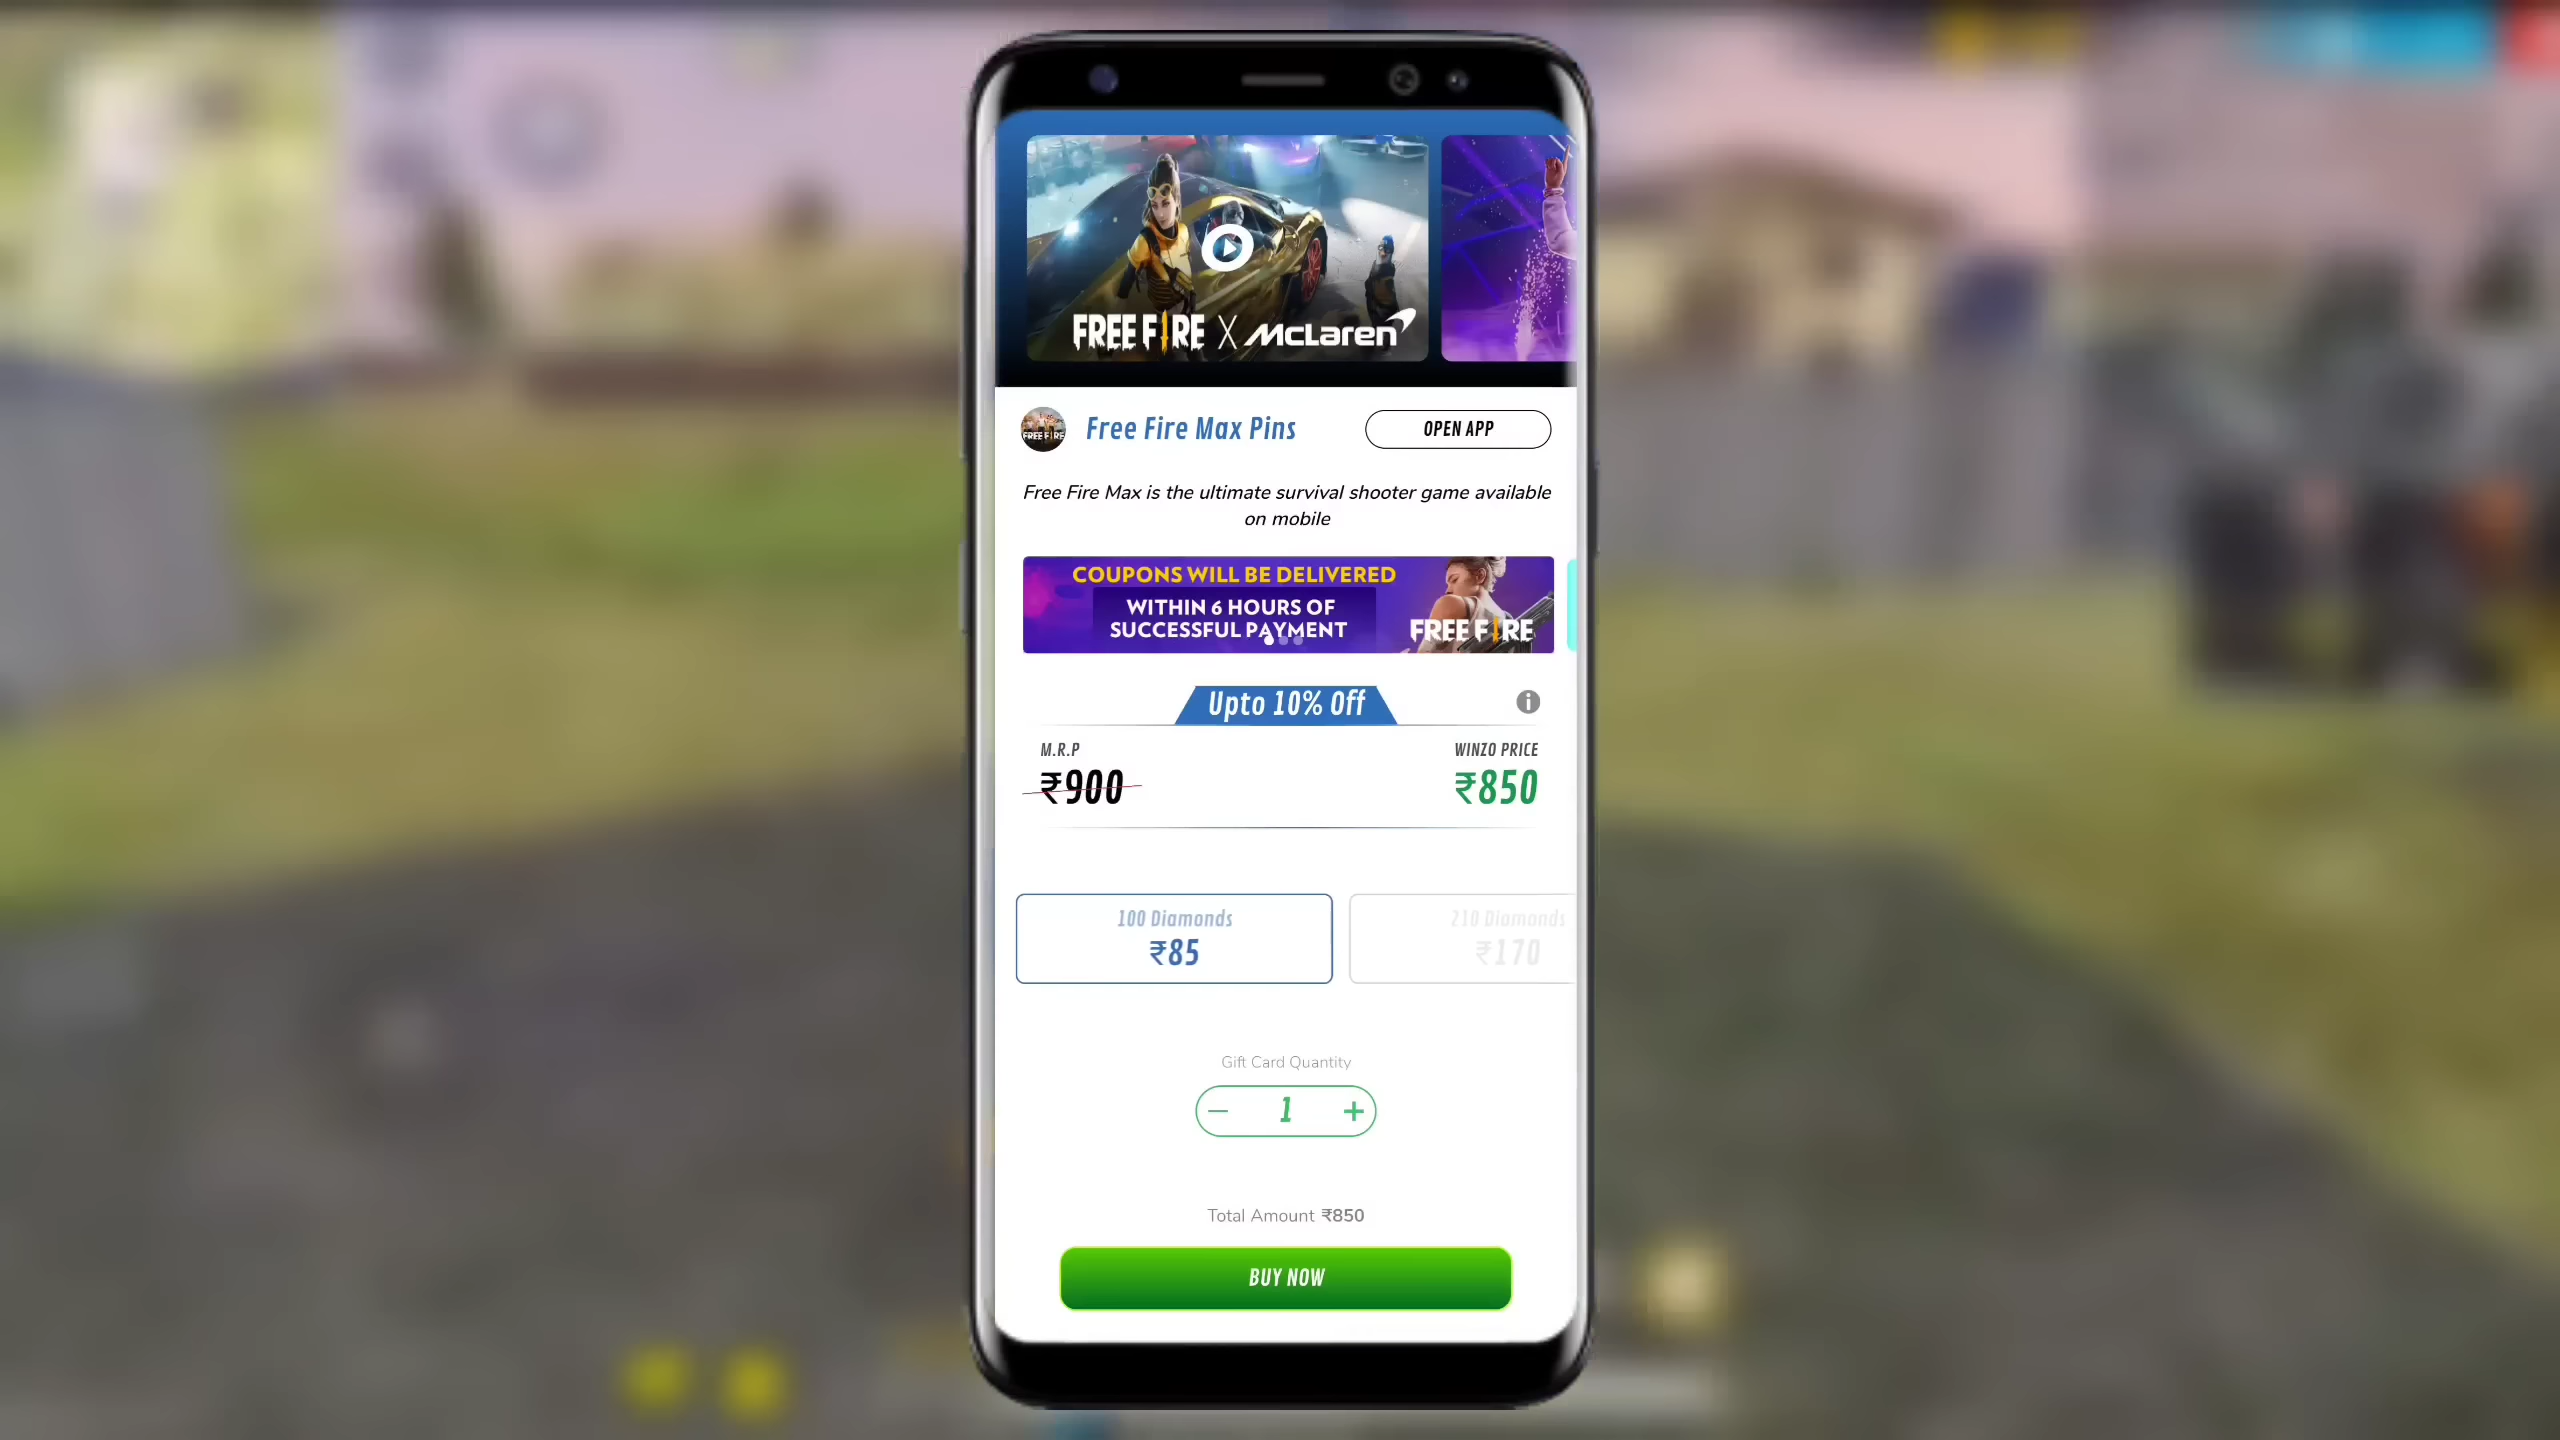 FREE FIRE X McLaren
Free Fire Max Pins
OPEN APP
Free Fire Max is the ultimate survival shooter game available
on mobile
COUPONS WILL BE DELIVERED
WITHIN 6 HOURS OF
SUCCESSFUL PAYMENT
FREE FIRE
Upto 10% Off
M.R.P
WINZO PRICE
₹900
₹850
100 Diamonds
210 Diamonds
₹85
₹170
Gift Card Quantity
1
Total Amount ₹850
BUY NOW